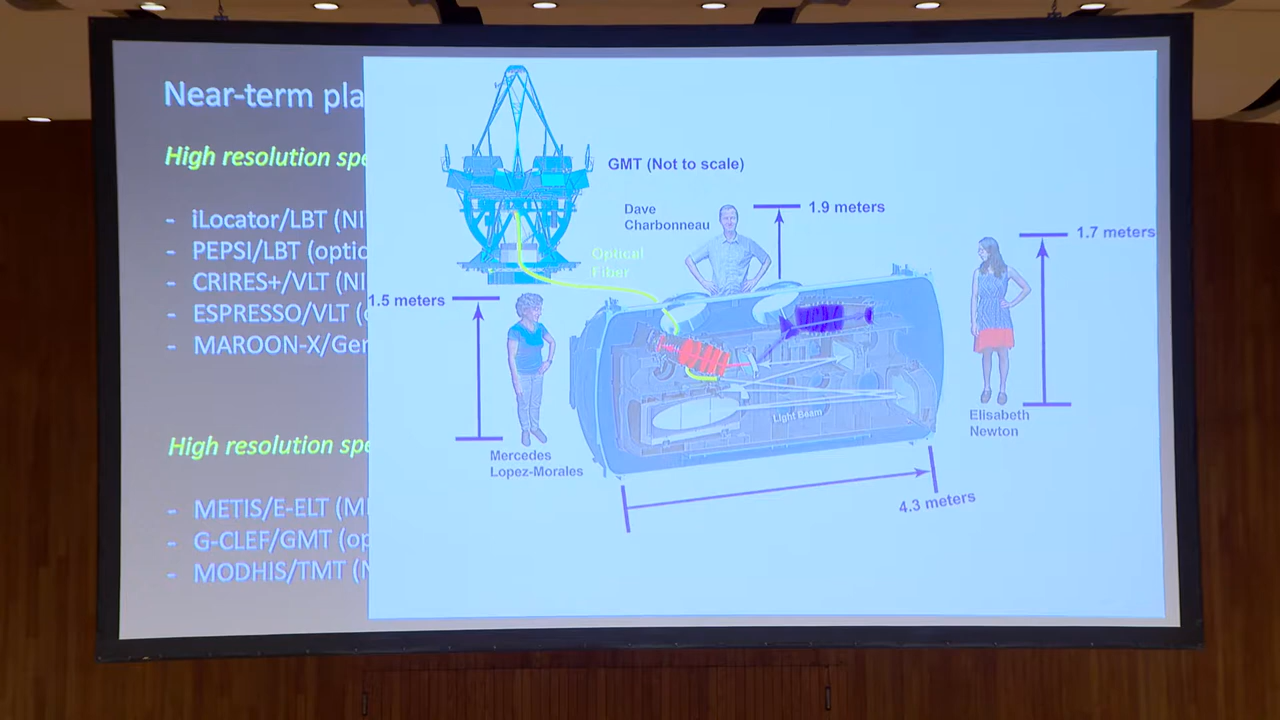 Near-term pla
High resolution spe
- iLocator/LBT (NI
- PEPSI/LBT (optic
- CRIRES+/VLT (NI
- ESPRESSO/VLT (
- MAROON-X/Ger
High resolution spe
- METIS/E-ELT (MI
- G-CLEF/GMT (op
- MODHIS/TMT (N
GMT (Not to scale)
Dave
Charbonneau
1.9 meters
1.7 meters
Optical
Fiber
1.5 meters
Light Beam
Mercedes
Lopez-Morales
Elisabeth
Newton
4.3 meters